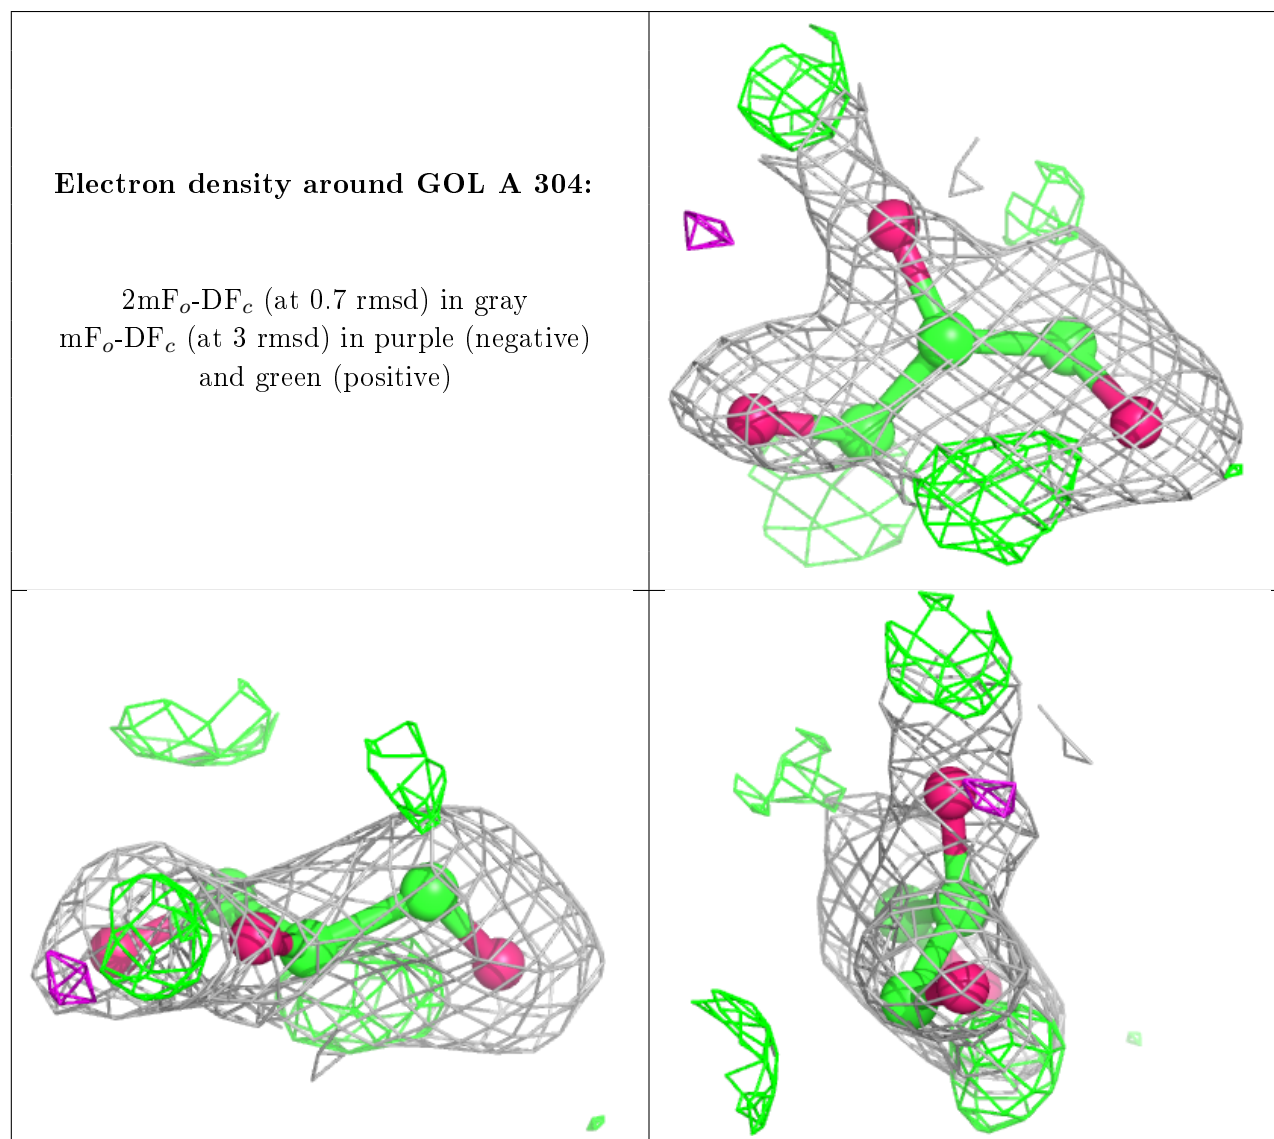 Electron density around GOL A 304:
2mFo-DFc (at 0.7 rmsd) in gray
mFo-DFc (at 3 rmsd) in purple (negative)
and green (positive)